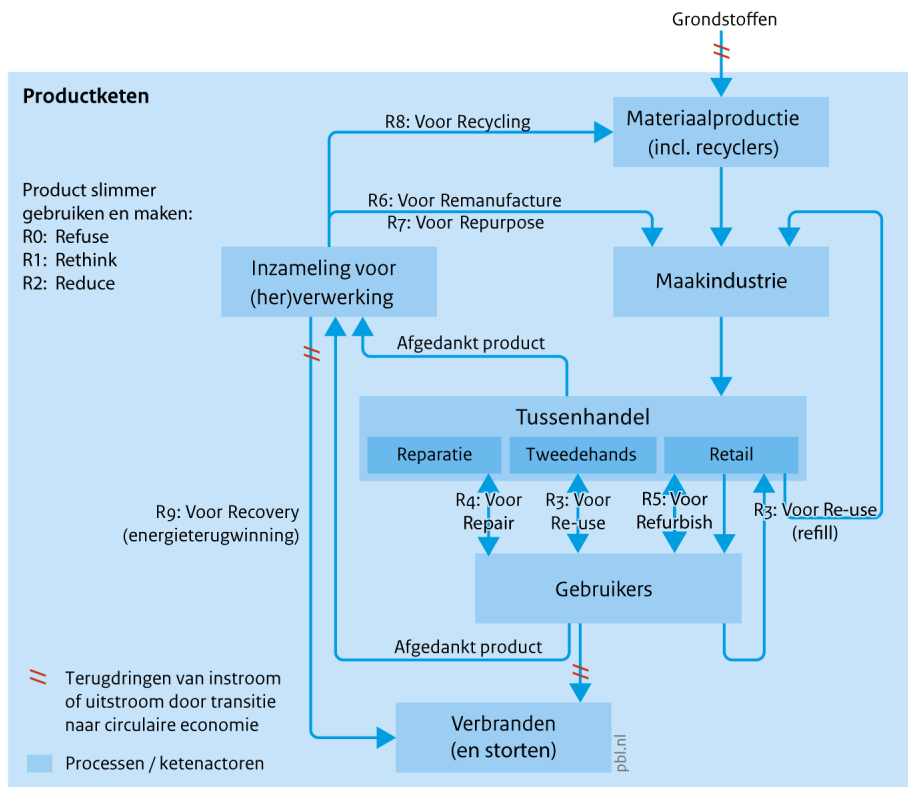 Grondstoffen
Productketen
R8: Voor Recycling
Materiaalproductie
(incl. recyclers)
Product slimmer
gebruiken en maken:
R0: Refuse
R1: Rethink
R2: Reduce
R6: Voor Remanufacture
R7: Voor Repurpose
Inzameling voor
(her)verwerking
Maakindustrie
Afgedankt product
Tussenhandel
Reparatie
Tweedehands
Retail
R4: Voor
Repair
R3: Voor
Re-use
R5: Voor
Refurbish
R3: Voor Re-use
(refill)
R9: Voor Recovery
(energieterugwinning)
Gebruikers
Afgedankt product
Terugdringen van instroom
of uitstroom door transitie
naar circulaire economie
Verbranden
(en storten)
pbl.nl
Processen / ketenactoren